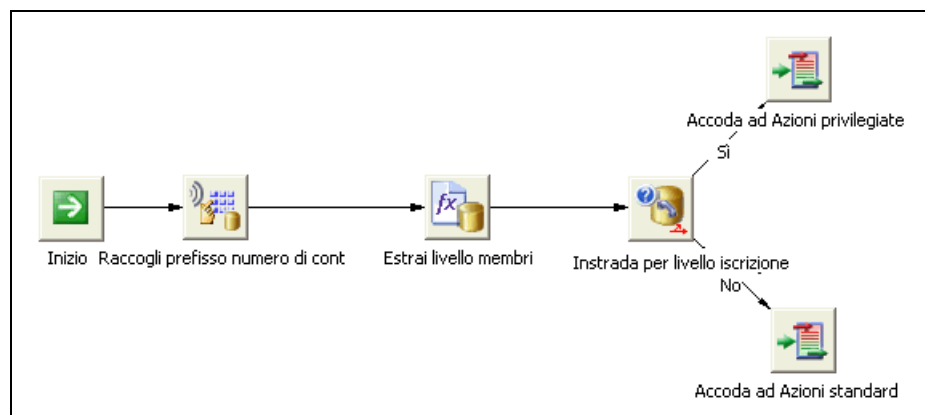 Accoda ad Azioni privilegiate
Sì
Inizio
Raccogli prefisso numero di cont
Estrai livello membri
Instrada per livello iscrizione
No
Accoda ad Azioni standard